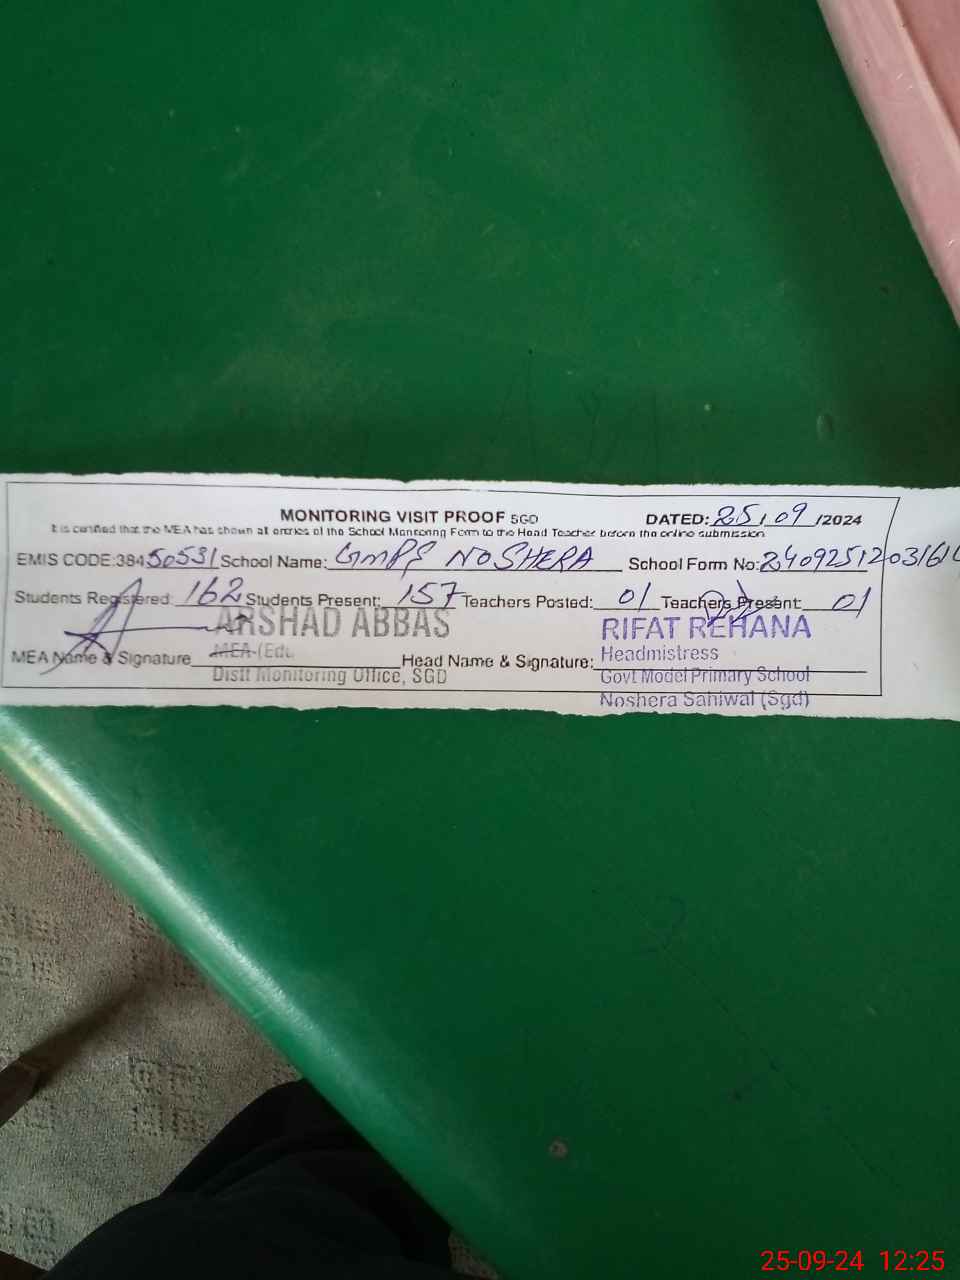 MONITORING VISIT PROOF SGD DATED: 25/09/2024
It is certified that the MEA has shown all entries of the School Monitoring Form to the Head Teacher before the online submission
EMIS CODE:38450531 School Name: GMPS NOSHERA School Form No: 2409251203161
Students Registered: 162 Students Present: 157 Teachers Posted: 01 Teachers Present: 01
ARSHAD ABBAS RIFAT REHANA
MEA (Edu. Headmistress
MEA Name & Signature Head Name & Signature:
Distt Monitoring Office, SGD Govt Model Primary School
Noshera Sahiwal (Sgd)
25-09-24 12:25